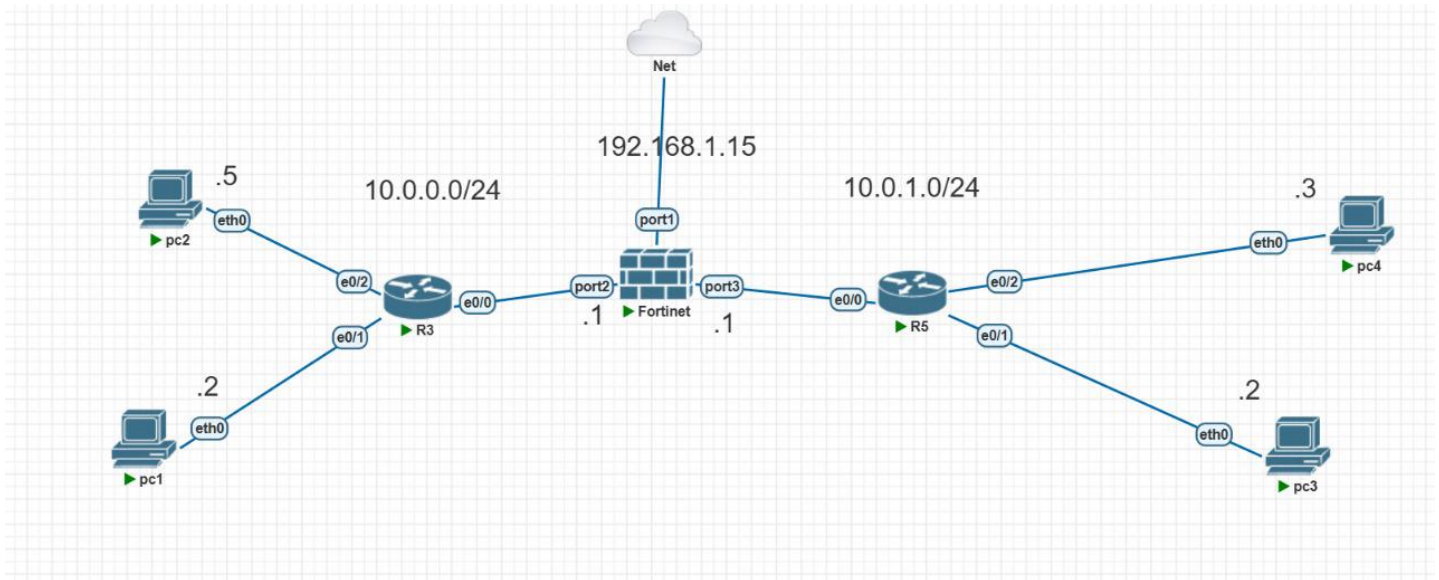 Net
192.168.1.15
.5
10.0.0.0/24
10.0.1.0/24
.3
eth0
port1
pc2
eth0
pc4
e0/2
e0/0
port2
port3
e0/0
e0/2
.1
Fortinet
.1
R3
R5
e0/1
e0/1
.2
.2
eth0
eth0
pc1
pc3